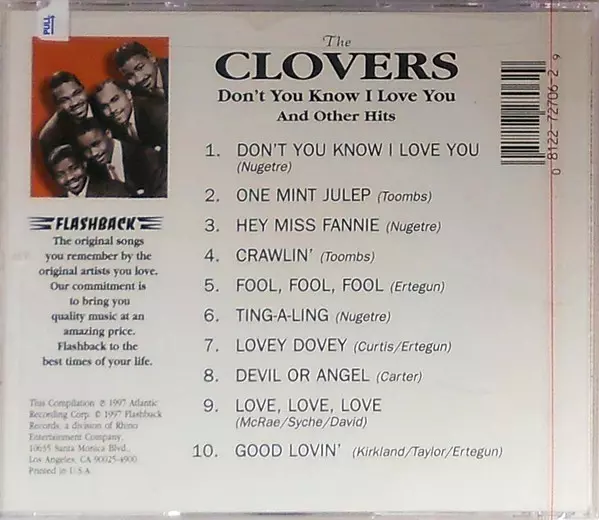 PULL
The
CLOVERS
Don't You Know I Love You
And Other Hits
1. DON'T YOU KNOW I LOVE YOU
(Nugetre)
2. ONE MINT JULEP (Toombs)
3. HEY MISS FANNIE (Nugetre)
4. CRAWLIN' (Toombs)
5. FOOL, FOOL, FOOL (Ertegun)
6. TING-A-LING (Nugetre)
7. LOVEY DOVEY (Curtis/Ertegun)
8. DEVIL OR ANGEL (Carter)
9. LOVE, LOVE, LOVE
(McRae/Syche/David)
10. GOOD LOVIN' (Kirkland/Taylor/Ertegun)
FLASHBACK
The original songs
you remember by the
original artists you love.
Our commitment is
to bring you
quality music at an
amazing price.
Flashback to the
best times of your life.
This Compilation ℗ 1997 Atlantic
Recording Corp. © 1997 Flashback
Records, a division of Rhino
Entertainment Company,
10635 Santa Monica Blvd.,
Los Angeles, CA 90025-4900.
Printed in U.S.A.
0 8122-72706-2 9